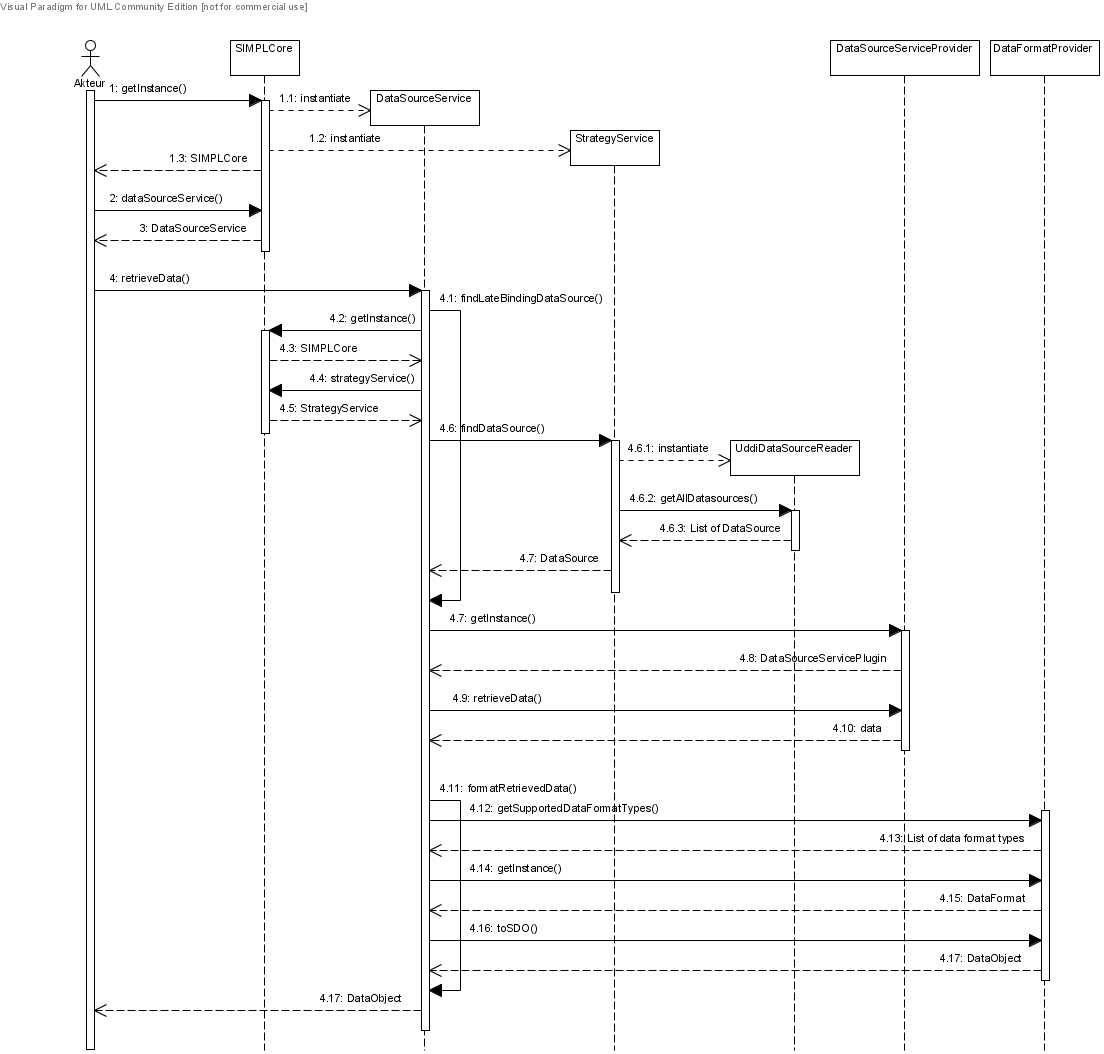 Visual Paradigm for UML Community Edition [not for commercial use]
SIMPLCore
DataSourceServiceProvider
DataFormatProvider
Akteur
1: getInstance()
1.1: instantiate
DataSourceService
1.2: instantiate
StrategyService
1.3: SIMPLCore
2: dataSourceService()
3: DataSourceService
4: retrieveData()
4.1: findLateBindingDataSource()
4.2: getInstance()
4.3: SIMPLCore
4.4: strategyService()
4.5: StrategyService
4.6: findDataSource()
4.6.1: instantiate
UddiDataSourceReader
4.6.2: getAllDatasources()
4.6.3: List of DataSource
4.7: DataSource
4.7: getInstance()
4.8: DataSourceServicePlugin
4.9: retrieveData()
4.10: data
4.11: formatRetrievedData()
4.12: getSupportedDataFormatTypes()
4.13: List of data format types
4.14: getInstance()
4.15: DataFormat
4.16: toSDO()
4.17: DataObject
4.17: DataObject